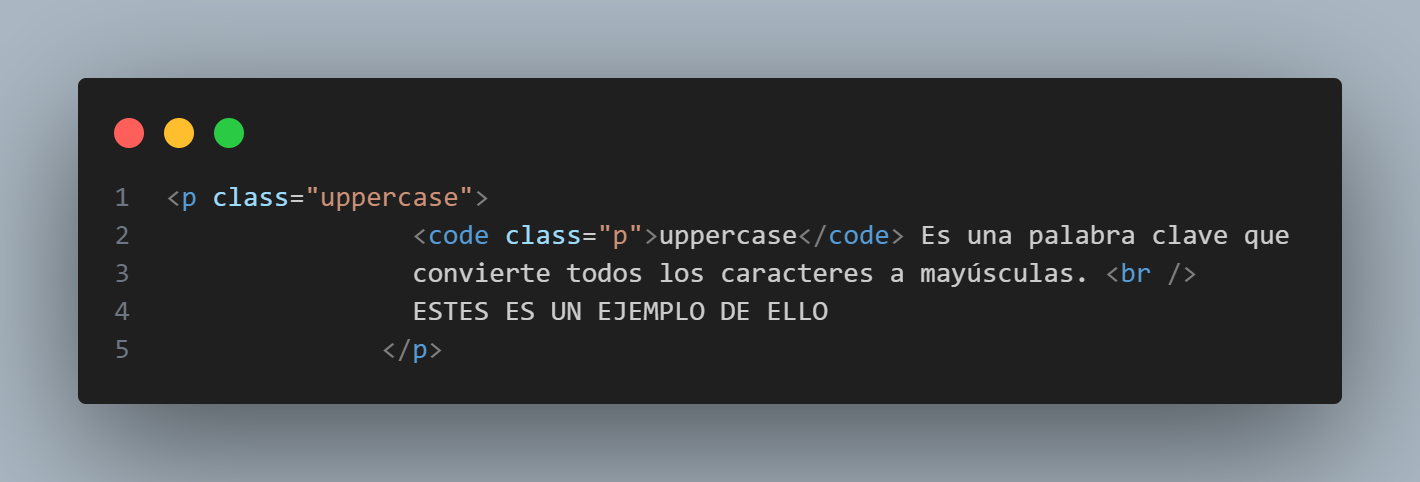 1 <p class="uppercase">
2 <code class="p">uppercase</code> Es una palabra clave que
3 convierte todos los caracteres a mayúsculas. <br />
4 ESTES ES UN EJEMPLO DE ELLO
5 </p>